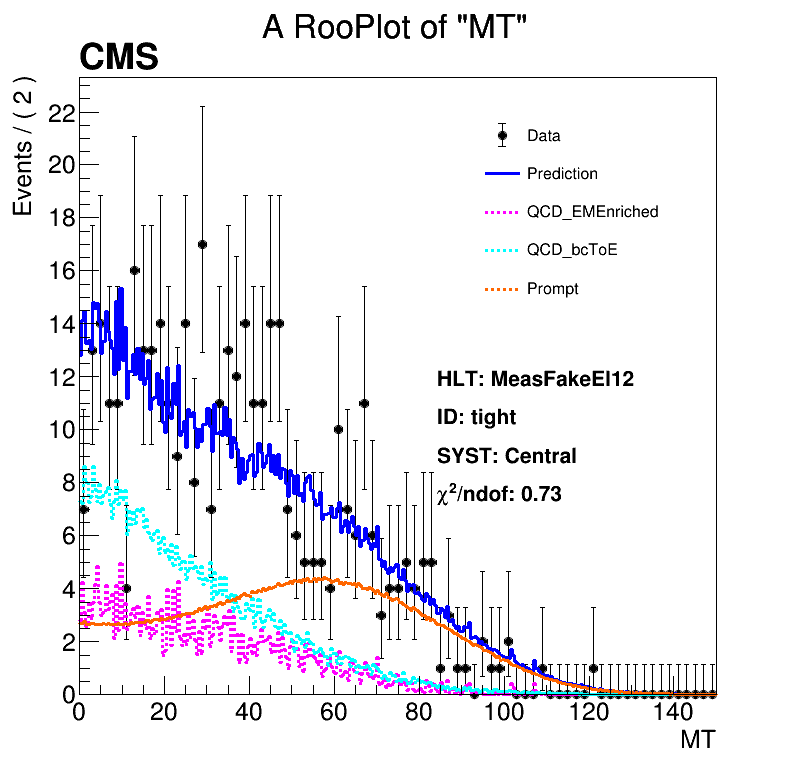 A RooPlot of "MT"
CMS
Events / ( 2 )
22
20
18
16
14
12
10
8
6
4
2
0
Data
Prediction
QCD_EMEnriched
QCD_bcToE
Prompt
HLT: MeasFakeEl12
ID: tight
SYST: Central
χ²/ndof: 0.73
0 20 40 60 80 100 120 140
MT